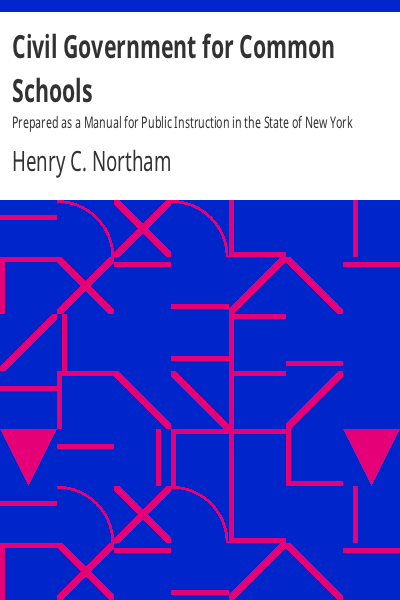 Civil Government for Common
Schools
Prepared as a Manual for Public Instruction in the State of New York
Henry C. Northam